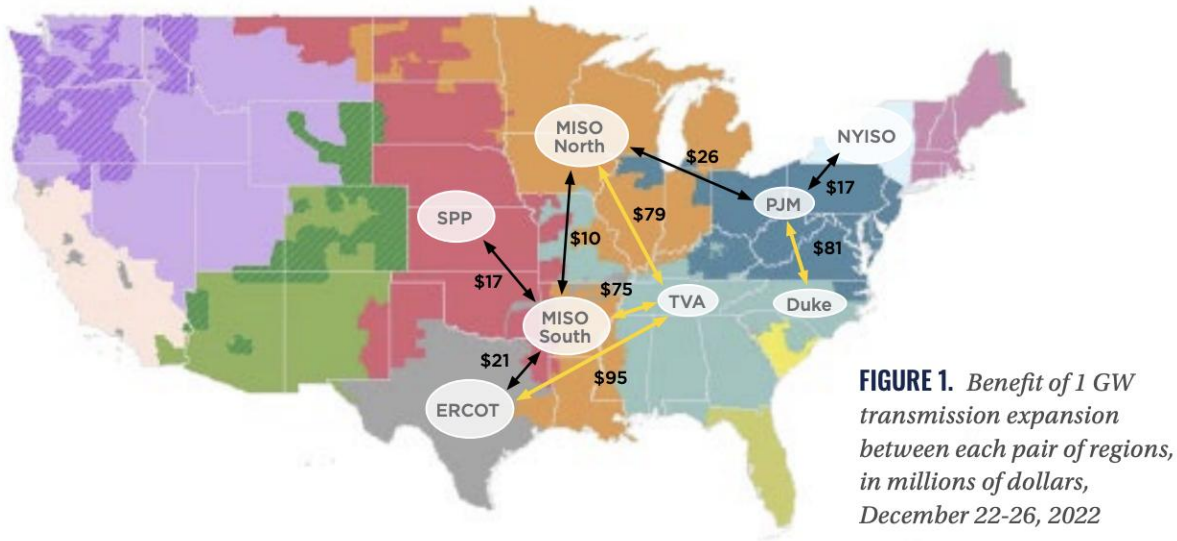 MISO
North
NYISO
$26
$17
PJM
SPP
$79
$10
$81
$17
$75
TVA
Duke
MISO
South
$21
$95
ERCOT
FIGURE 1. Benefit of 1 GW
transmission expansion
between each pair of regions,
in millions of dollars,
December 22-26, 2022